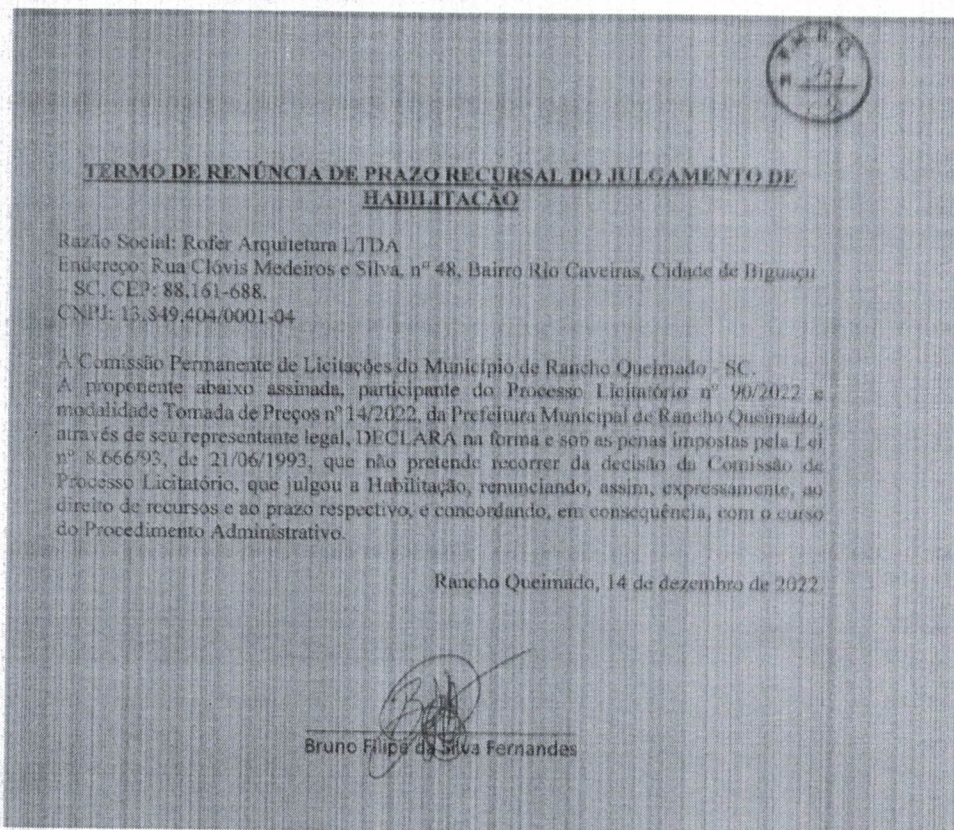 TERMO DE RENÚNCIA DE PRAZO RECURSAL DO JULGAMENTO DE
HABILITAÇÃO
Razão Social: Rofer Arquitetura LTDA
Endereço: Rua Clóvis Medeiros e Silva, nº 48, Bairro Rio Caveiras, Cidade de Biguaçu
– SC, CEP: 88.161-688.
CNPJ: 13.849.404/0001-04
À Comissão Permanente de Licitações do Município de Rancho Queimado - SC.
A proponente abaixo assinada, participante do Processo Licitatório nº 90/2022 e
modalidade Tomada de Preços nº 14/2022, da Prefeitura Municipal de Rancho Queimado,
através de seu representante legal, DECLARA na forma e sob as penas impostas pela Lei
nº 8.666/93, de 21/06/1993, que não pretende recorrer da decisão da Comissão de
Processo Licitatório, que julgou a Habilitação, renunciando, assim, expressamente, ao
direito de recursos e ao prazo respectivo, e concordando, em consequência, com o curso
do Procedimento Administrativo.
Rancho Queimado, 14 de dezembro de 2022
Bruno Filipe da Silva Fernandes